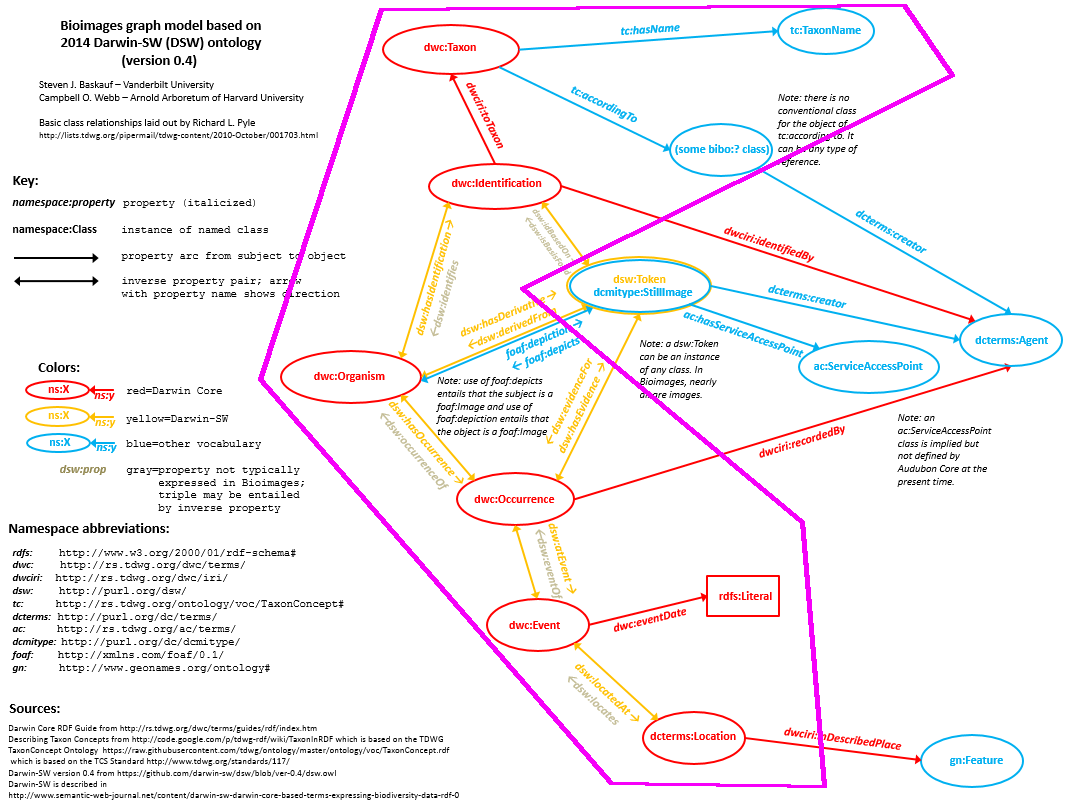 Bioimages graph model based on
2014 Darwin-SW (DSW) ontology
(version 0.4)
Steven J. Baskauf – Vanderbilt University
Campbell O. Webb – Arnold Arboretum of Harvard University
Basic class relationships laid out by Richard L. Pyle
http://lists.tdwg.org/pipermail/tdwg-content/2010-October/001703.html
Key:
namespace:property property (italicized)
namespace:Class instance of named class
property arc from subject to object
inverse property pair; arrow
with property name shows direction
Colors:
ns:X ns:y red=Darwin Core
ns:X ns:y yellow=Darwin-SW
ns:X ns:y blue=other vocabulary
dsw:prop gray=property not typically
expressed in Bioimages;
triple may be entailed
by inverse property
Namespace abbreviations:
rdfs: http://www.w3.org/2000/01/rdf-schema#
dwc: http://rs.tdwg.org/dwc/terms/
dwciri: http://rs.tdwg.org/dwc/iri/
dsw: http://purl.org/dsw/
tc: http://rs.tdwg.org/ontology/voc/TaxonConcept#
dcterms: http://purl.org/dc/terms/
ac: http://rs.tdwg.org/ac/terms/
dcmitype: http://purl.org/dc/dcmitype/
foaf: http://xmlns.com/foaf/0.1/
gn: http://www.geonames.org/ontology#
Sources:
Darwin Core RDF Guide from http://rs.tdwg.org/dwc/terms/guides/rdf/index.htm
Describing Taxon Concepts from http://code.google.com/p/tdwg-rdf/wiki/TaxonInRDF which is based on the TDWG
TaxonConcept Ontology https://raw.githubusercontent.com/tdwg/ontology/master/ontology/voc/TaxonConcept.rdf
which is based on the TCS Standard http://www.tdwg.org/standards/117/
Darwin-SW version 0.4 from https://github.com/darwin-sw/dsw/blob/ver-0.4/dsw.owl
Darwin-SW is described in
http://www.semantic-web-journal.net/content/darwin-sw-darwin-core-based-terms-expressing-biodiversity-data-rdf-0
dwc:Taxon
tc:hasName
tc:TaxonName
tc:accordingTo
dwciri:toTaxon
(some bibo:? class)
Note: there is no
conventional class
for the object of
tc:accordingTo. It
can be any type of
reference.
dwc:Identification
dcterms:creator
dwciri:identifiedBy
dsw:idBasedOn
←dsw:isBasisForId
dsw:hasIdentification →
←dsw:identifies
dsw:Token
dcmitype:StillImage
dcterms:creator
ac:hasServiceAccessPoint
dsw:hasDerivative →
← dsw:derivedFrom
foaf:depiction →
← foaf:depicts
dcterms:Agent
ac:ServiceAccessPoint
dwc:Organism
Note: use of foaf:depicts
entails that the subject is a
foaf:Image and use of
foaf:depiction entails that
the object is a foaf:Image
Note: a dsw:Token
can be an instance
of any class. In
Bioimages, nearly
all are images.
← dsw:evidenceFor
dsw:hasEvidence →
dsw:hasOccurrence →
←dsw:occurrenceOf
dwciri:recordedBy
Note: an
ac:ServiceAccessPoint
class is implied but
not defined by
Audubon Core at the
present time.
dwc:Occurrence
dsw:atEvent →
←dsw:eventOf
dwc:Event
dwc:eventDate
rdfs:Literal
dsw:locatedAt →
←dsw:locates
dcterms:Location
dwciri:inDescribedPlace
gn:Feature